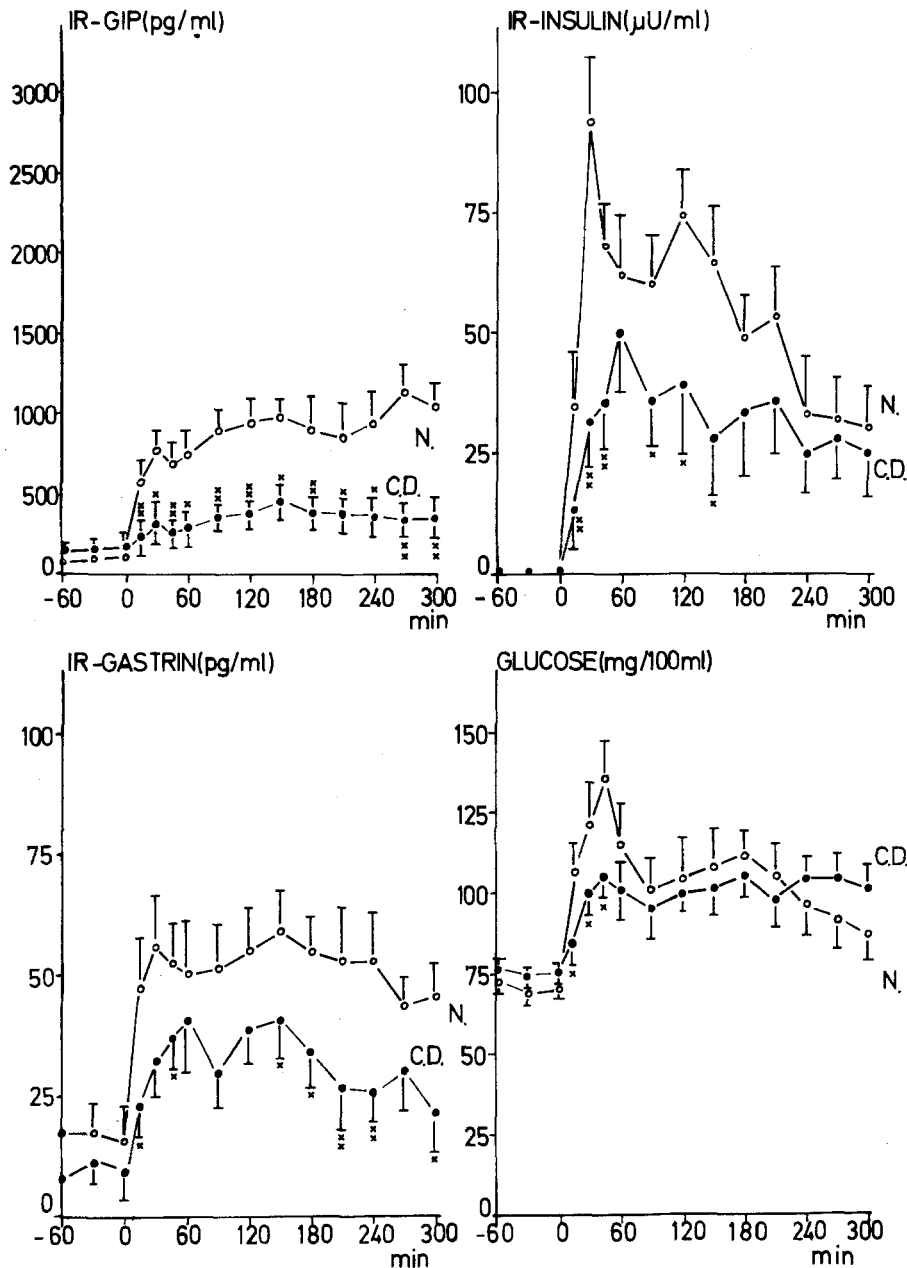 IR-GIP(pg/ml)
3000
2500
2000
1500
1000
500
0
N.
C.D.
-60 0 60 120 180 240 300
min
IR-INSULIN(µU/ml)
100
75
50
25
0
N.
C.D.
-60 0 60 120 180 240 300
min
IR-GASTRIN(pg/ml)
100
75
50
25
0
N.
C.D.
-60 0 60 120 180 240 300
min
GLUCOSE(mg/100ml)
150
125
100
75
50
25
0
C.D.
N.
-60 0 60 120 180 240 300
min